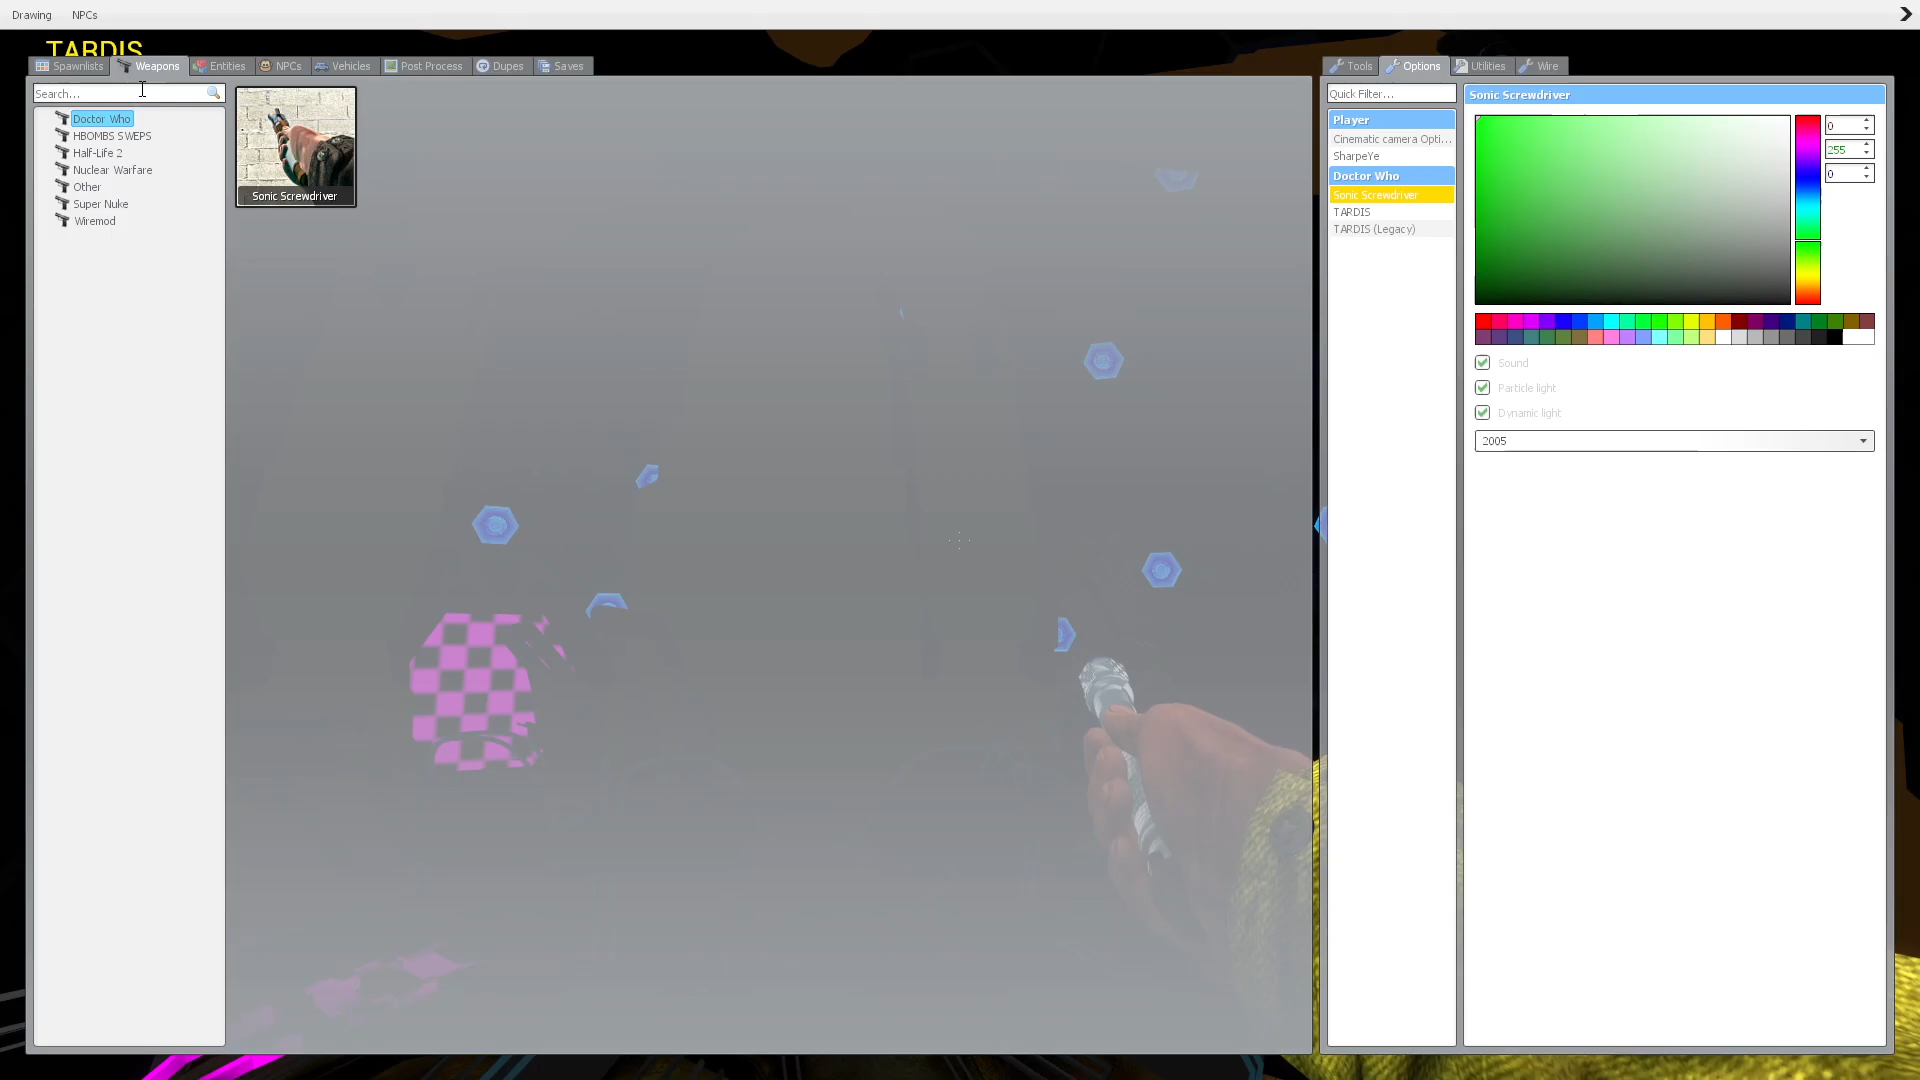 Drawing NPCs
TARDIS
Spawnlists Weapons Entities NPCs Vehicles Post Process Dupes Saves
Search...
Doctor Who
HBOMBS SWEPS
Half-Life 2
Nuclear Warfare
Other
Super Nuke
Wiremod
Sonic Screwdriver
Tools Options Utilities Wire
Quick Filter...
Player
Cinematic camera Opti...
SharpeYe
Doctor Who
Sonic Screwdriver
TARDIS
TARDIS (Legacy)
Sonic Screwdriver
0
255
0
Sound
Particle light
Dynamic light
2005